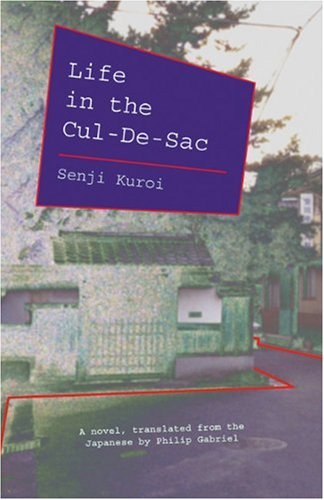 Life
in the
Cul-De-Sac
Senji Kuroi
A novel, translated from the
Japanese by Philip Gabriel